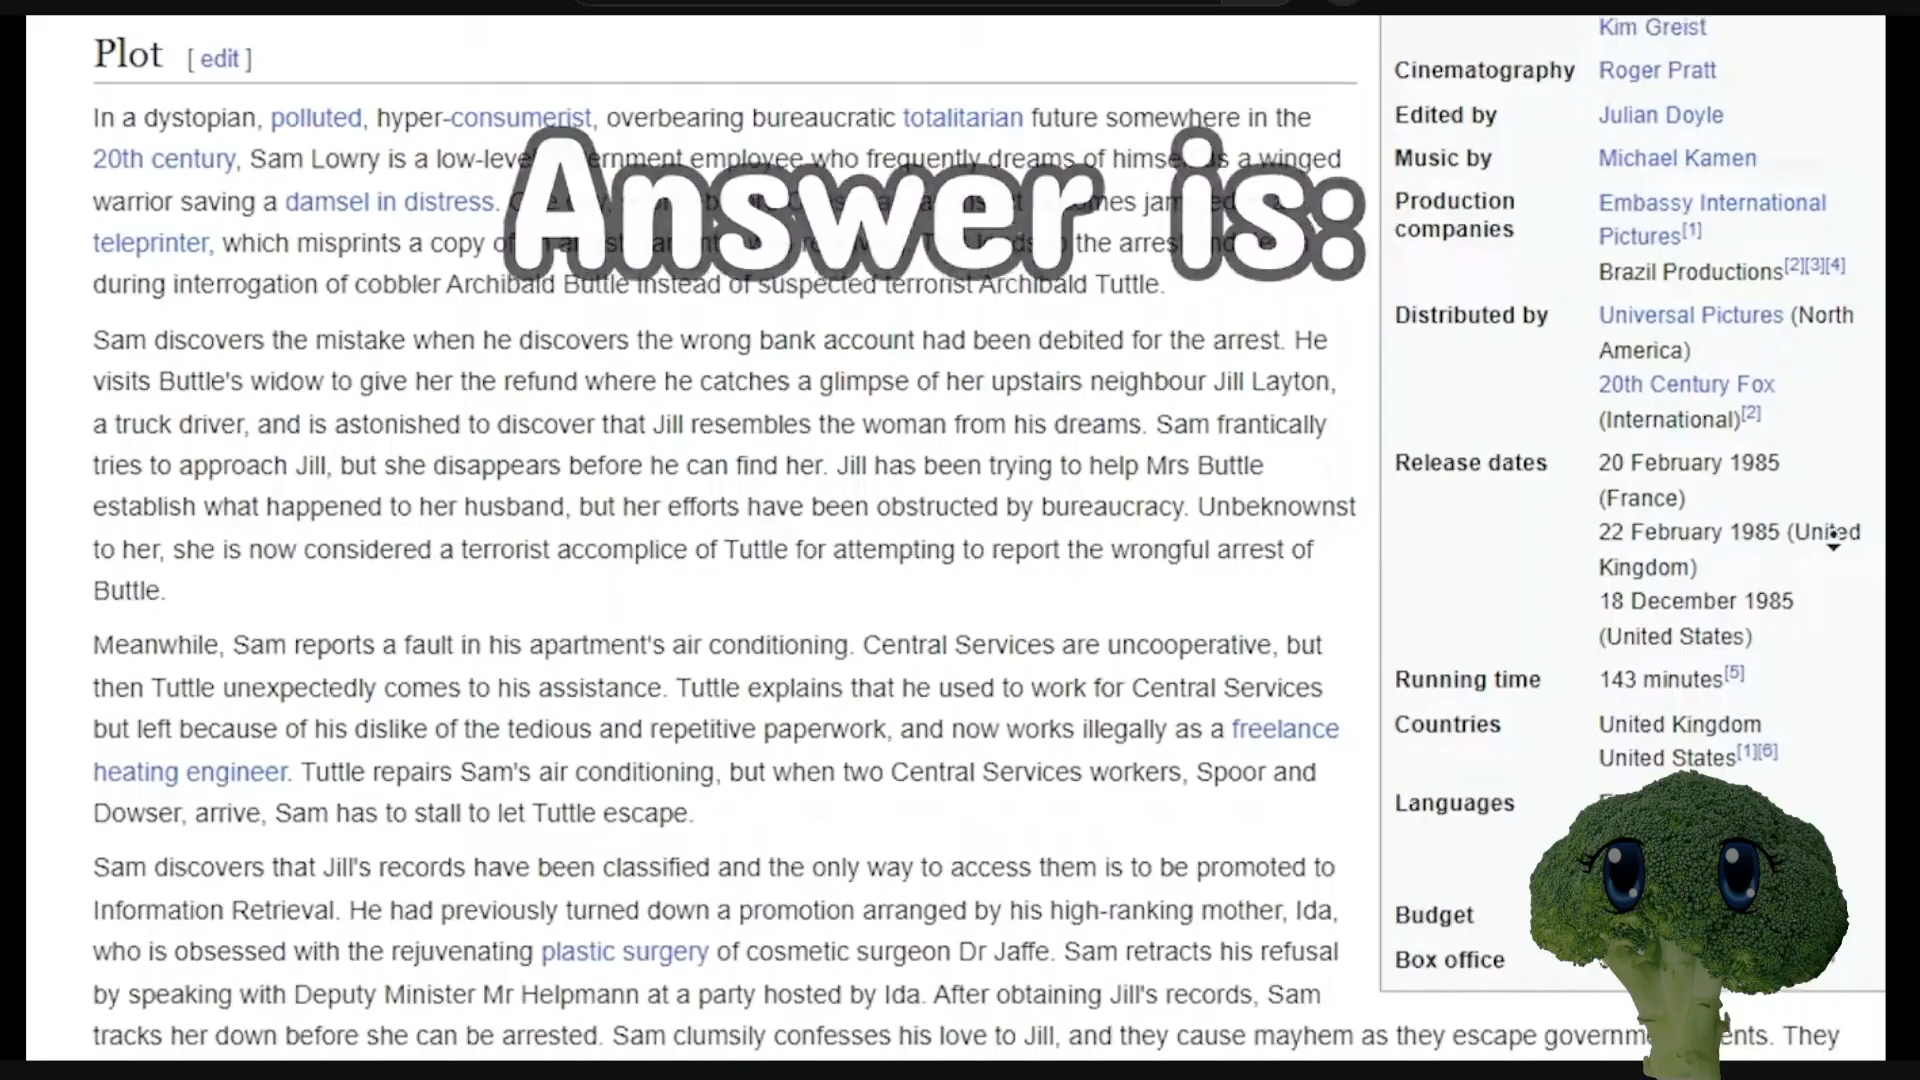 Plot [ edit ]
In a dystopian, polluted, hyper-consumerist, overbearing bureaucratic totalitarian future somewhere in the
20th century, Sam Lowry is a low-level government employee who frequently dreams of himself as a winged
warrior saving a damsel in distress.
teleprinter, which misprints a copy of the arrest
during interrogation of cobbler Archibald Buttle instead of suspected terrorist Archibald Tuttle.
Answer is:
Sam discovers the mistake when he discovers the wrong bank account had been debited for the arrest. He
visits Buttle's widow to give her the refund where he catches a glimpse of her upstairs neighbour Jill Layton,
a truck driver, and is astonished to discover that Jill resembles the woman from his dreams. Sam frantically
tries to approach Jill, but she disappears before he can find her. Jill has been trying to help Mrs Buttle
establish what happened to her husband, but her efforts have been obstructed by bureaucracy. Unbeknownst
to her, she is now considered a terrorist accomplice of Tuttle for attempting to report the wrongful arrest of
Buttle.
Meanwhile, Sam reports a fault in his apartment's air conditioning. Central Services are uncooperative, but
then Tuttle unexpectedly comes to his assistance. Tuttle explains that he used to work for Central Services
but left because of his dislike of the tedious and repetitive paperwork, and now works illegally as a freelance
heating engineer. Tuttle repairs Sam's air conditioning, but when two Central Services workers, Spoor and
Dowser, arrive, Sam has to stall to let Tuttle escape.
Sam discovers that Jill's records have been classified and the only way to access them is to be promoted to
Information Retrieval. He had previously turned down a promotion arranged by his high-ranking mother, Ida,
who is obsessed with the rejuvenating plastic surgery of cosmetic surgeon Dr Jaffe. Sam retracts his refusal
by speaking with Deputy Minister Mr Helpmann at a party hosted by Ida. After obtaining Jill's records, Sam
tracks her down before she can be arrested. Sam clumsily confesses his love to Jill, and they cause mayhem as they escape They
Kim Greist
Cinematography Roger Pratt
Edited by Julian Doyle
Music by Michael Kamen
Production Embassy International
companies Pictures[1]
Brazil Productions[2][3][4]
Distributed by Universal Pictures (North
America)
20th Century Fox
(International)[2]
Release dates 20 February 1985
(France)
22 February 1985 (United
Kingdom)
18 December 1985
(United States)
Running time 143 minutes[5]
Countries United Kingdom
United States[1][6]
Languages
Budget
Box office